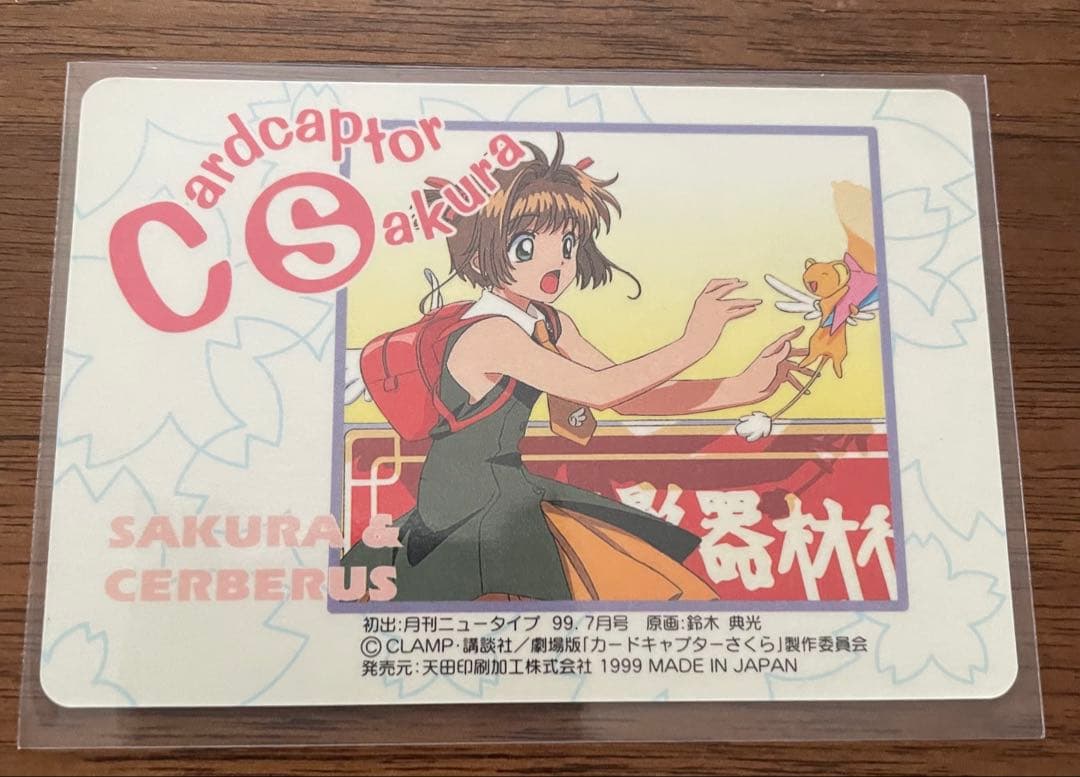 Cardcaptor
Sakura
影器材
SAKURA &
CERBERUS
初出:月刊ニュータイプ 99.7月号 原画:鈴木 典光
©CLAMP・講談社/劇場版「カードキャプターさくら」製作委員会
発売元:天田印刷加工株式会社 1999 MADE IN JAPAN